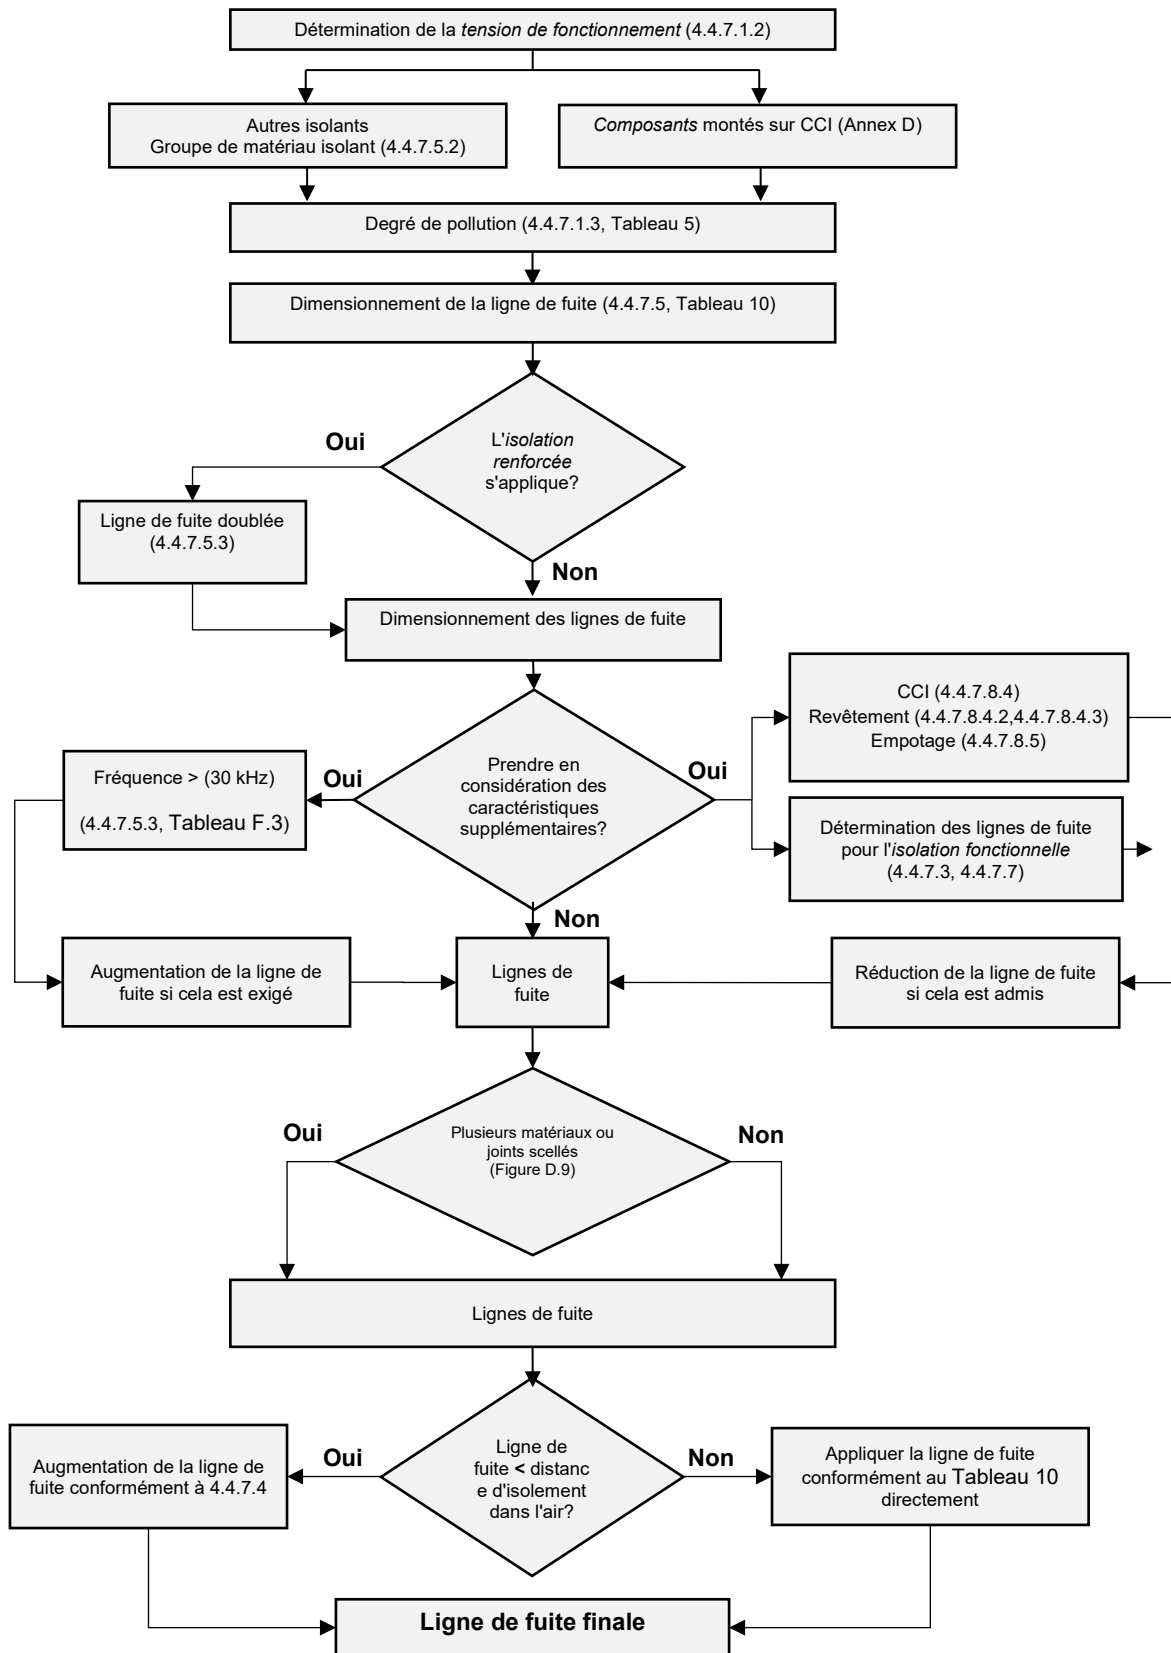 Détermination de la tension de fonctionnement (4.4.7.1.2)
Autres isolants
Groupe de matériau isolant (4.4.7.5.2)
Composants montés sur CCI (Annex D)
Degré de pollution (4.4.7.1.3, Tableau 5)
Dimensionnement de la ligne de fuite (4.4.7.5, Tableau 10)
Oui
L'isolation
renforcée
s'applique?
Ligne de fuite doublée
(4.4.7.5.3)
Non
Dimensionnement des lignes de fuite
CCI (4.4.7.8.4)
Revêtement (4.4.7.8.4.2,4.4.7.8.4.3)
Empotage (4.4.7.8.5)
Fréquence > (30 kHz)
(4.4.7.5.3, Tableau F.3)
Oui
Prendre en
considération des
caractéristiques
supplémentaires?
Oui
Détermination des lignes de fuite
pour l'isolation fonctionnelle
(4.4.7.3, 4.4.7.7)
Non
Augmentation de la ligne de
fuite si cela est exigé
Lignes de
fuite
Réduction de la ligne de fuite
si cela est admis
Oui
Plusieurs matériaux ou
joints scellés
(Figure D.9)
Non
Lignes de fuite
Augmentation de la ligne de
fuite conformément à 4.4.7.4
Oui
Ligne de
fuite < distanc
e d'isolement
dans l'air?
Non
Appliquer la ligne de fuite
conformément au Tableau 10
directement
Ligne de fuite finale